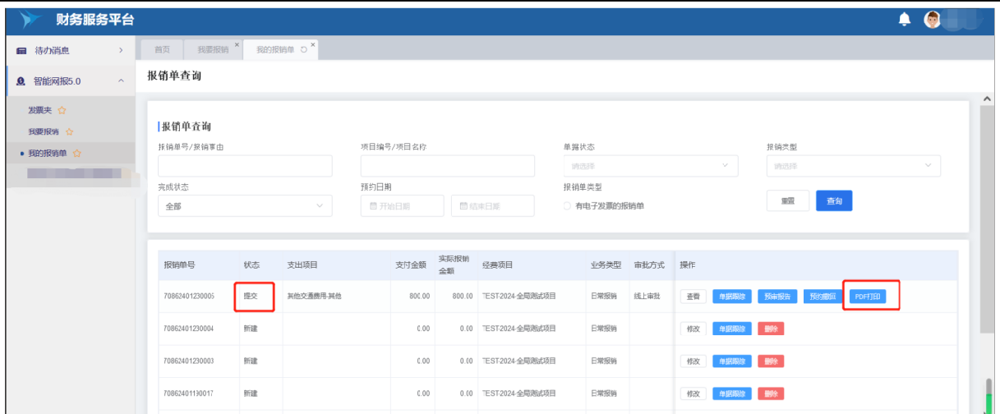 财务服务平台
待办消息
首页 我要报销 我的报销单
智能网报5.0
报销单查询
发票夹
我要报销
我的报销单
报销单查询
报销单号/报销事由 项目编号/项目名称 单据状态 报销类型
请选择 请选择
完成状态 预约日期 报销单类型
全部 开始日期 结束日期 有电子发票的报销单 重置 查询
报销单号 状态 支出项目 支付金额 实际报销金额 经费项目 业务类型 审批方式 操作
70862401230005 提交 其他交通费用-其他 800.00 800.00 TEST-2024-全局测试项目 日常报销 线上审批 查看 单据跟踪 预审报告 预约撤回 PDF打印
70862401230004 新建 0.00 0.00 TEST-2024-全局测试项目 日常报销 修改 单据跟踪 删除
70862401230003 新建 0.00 0.00 TEST-2024-全局测试项目 日常报销 修改 单据跟踪 删除
70862401190017 新建 0.00 0.00 TEST-2024-全局测试项目 日常报销 修改 单据跟踪 删除